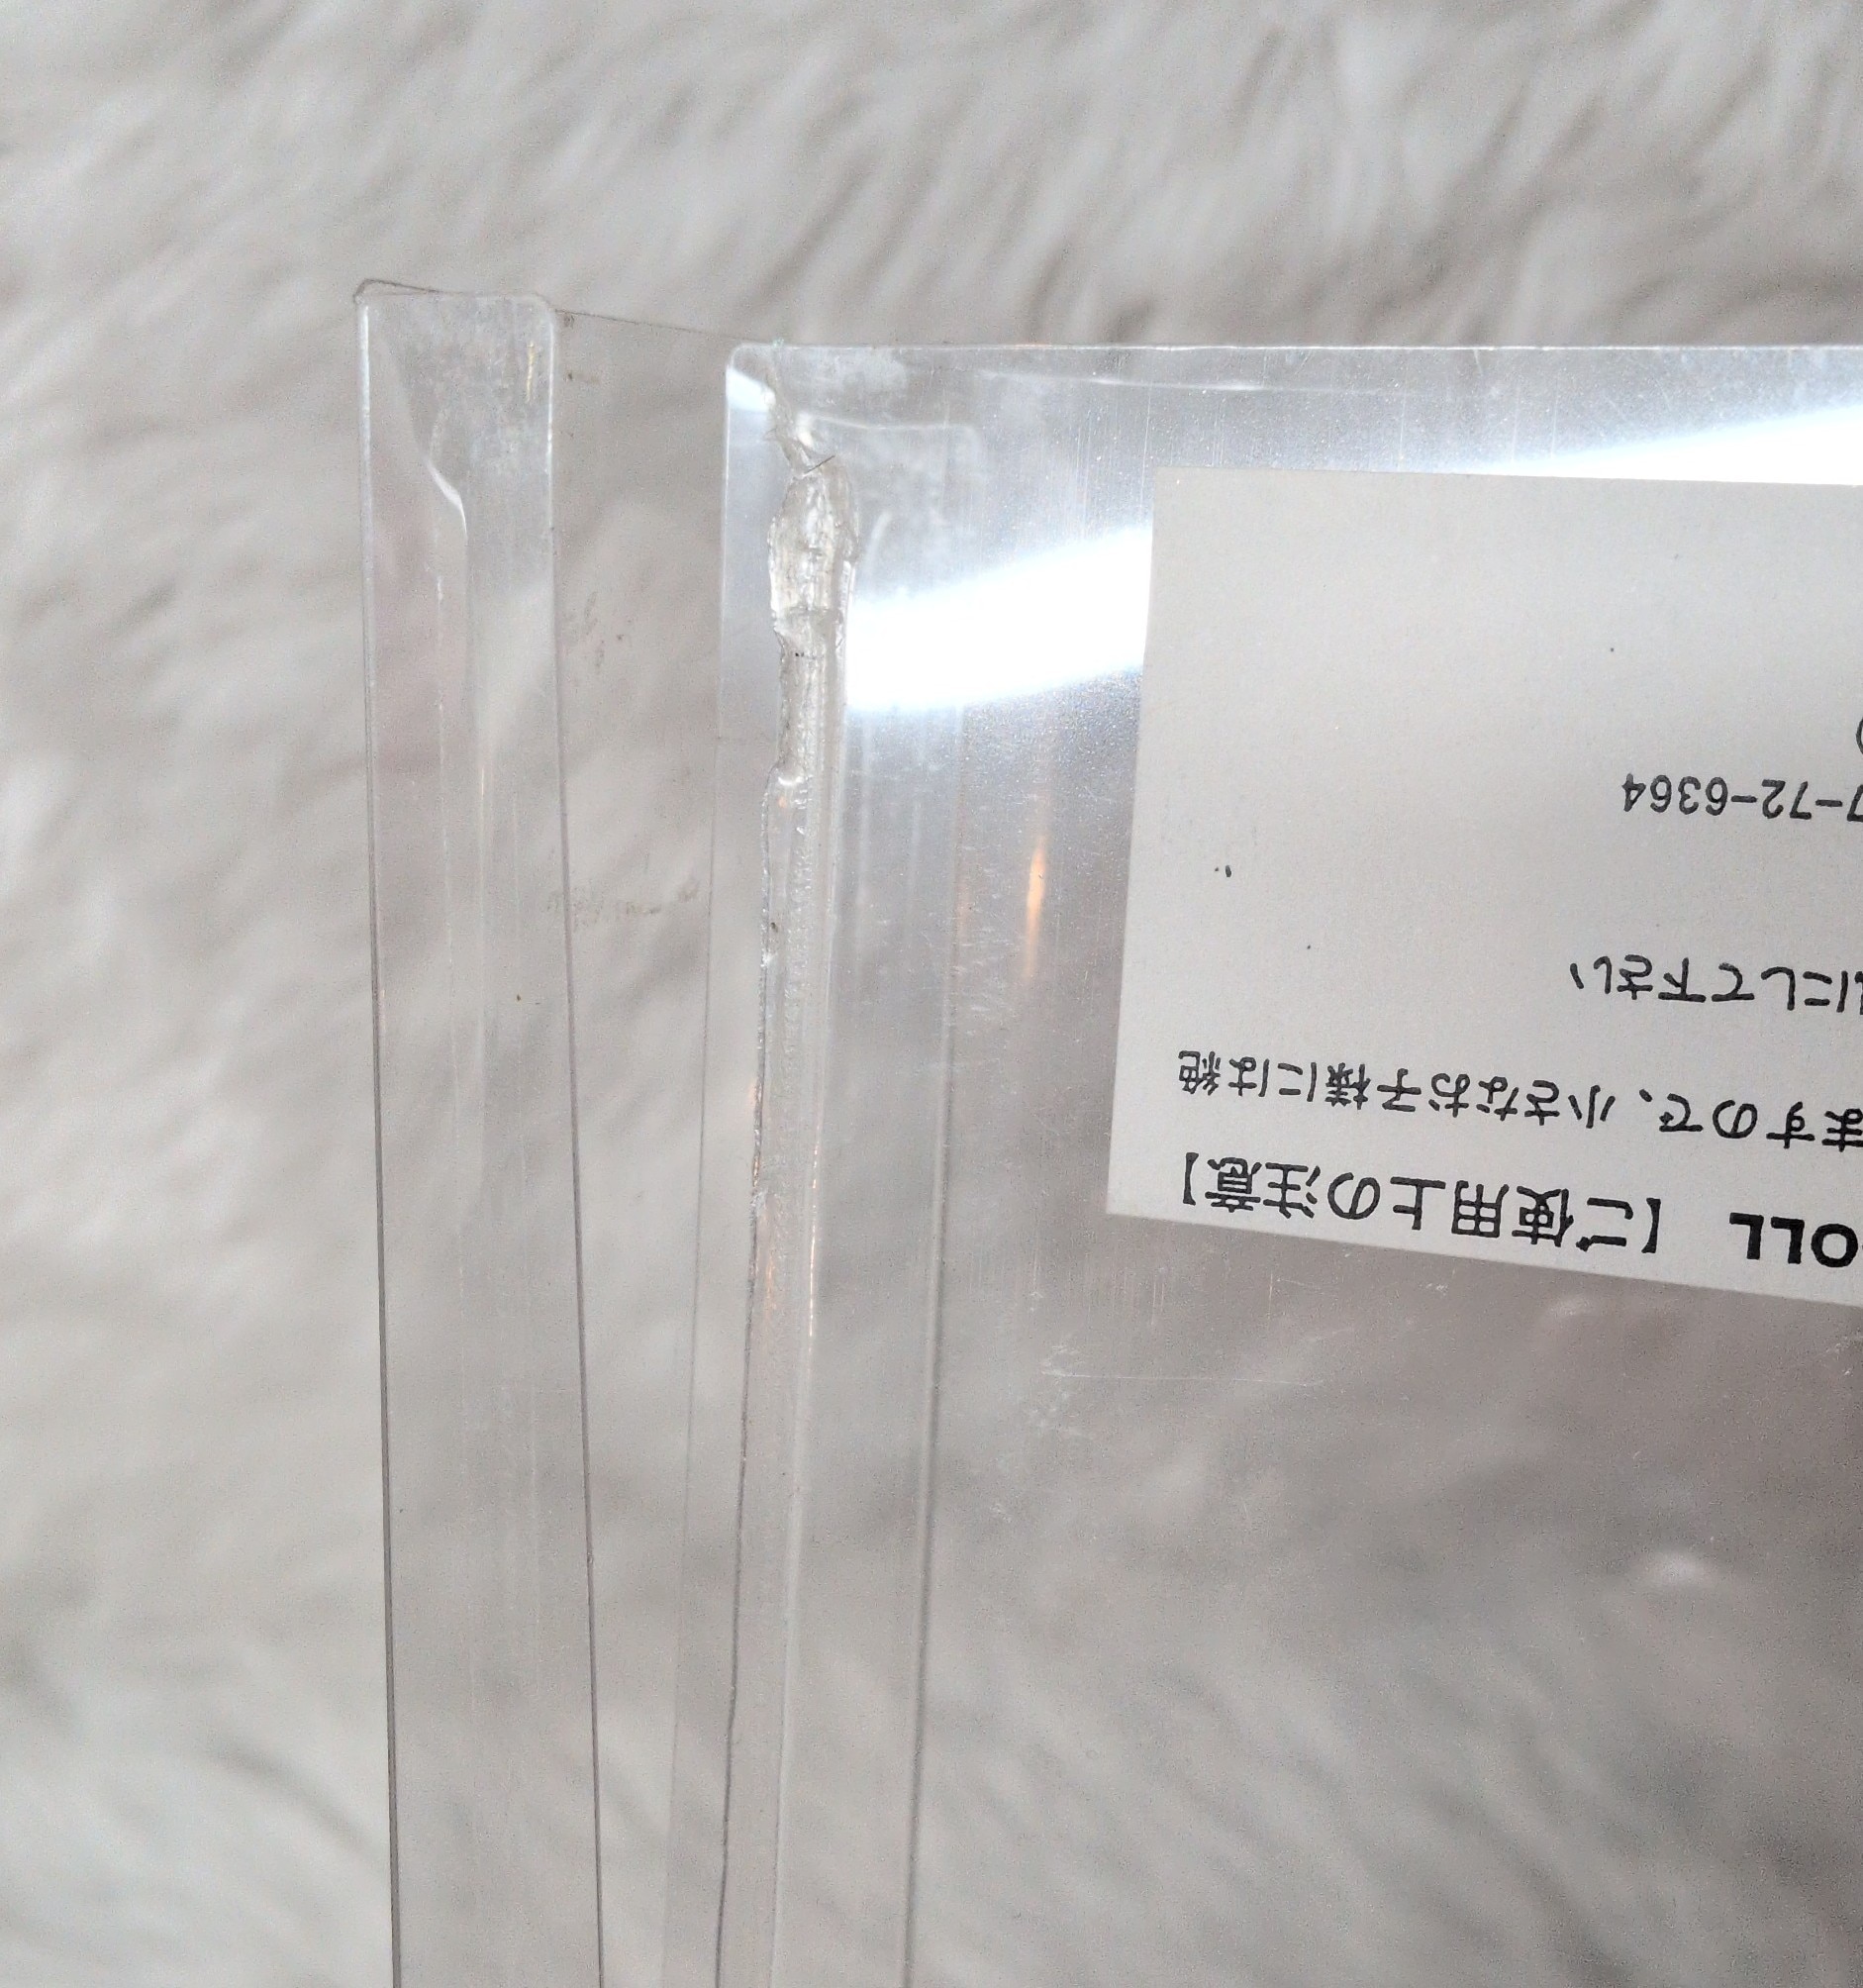 OLL 【ご使用上の注意】
ますので、小さなお子様には絶
にして下さい
7-72-6364